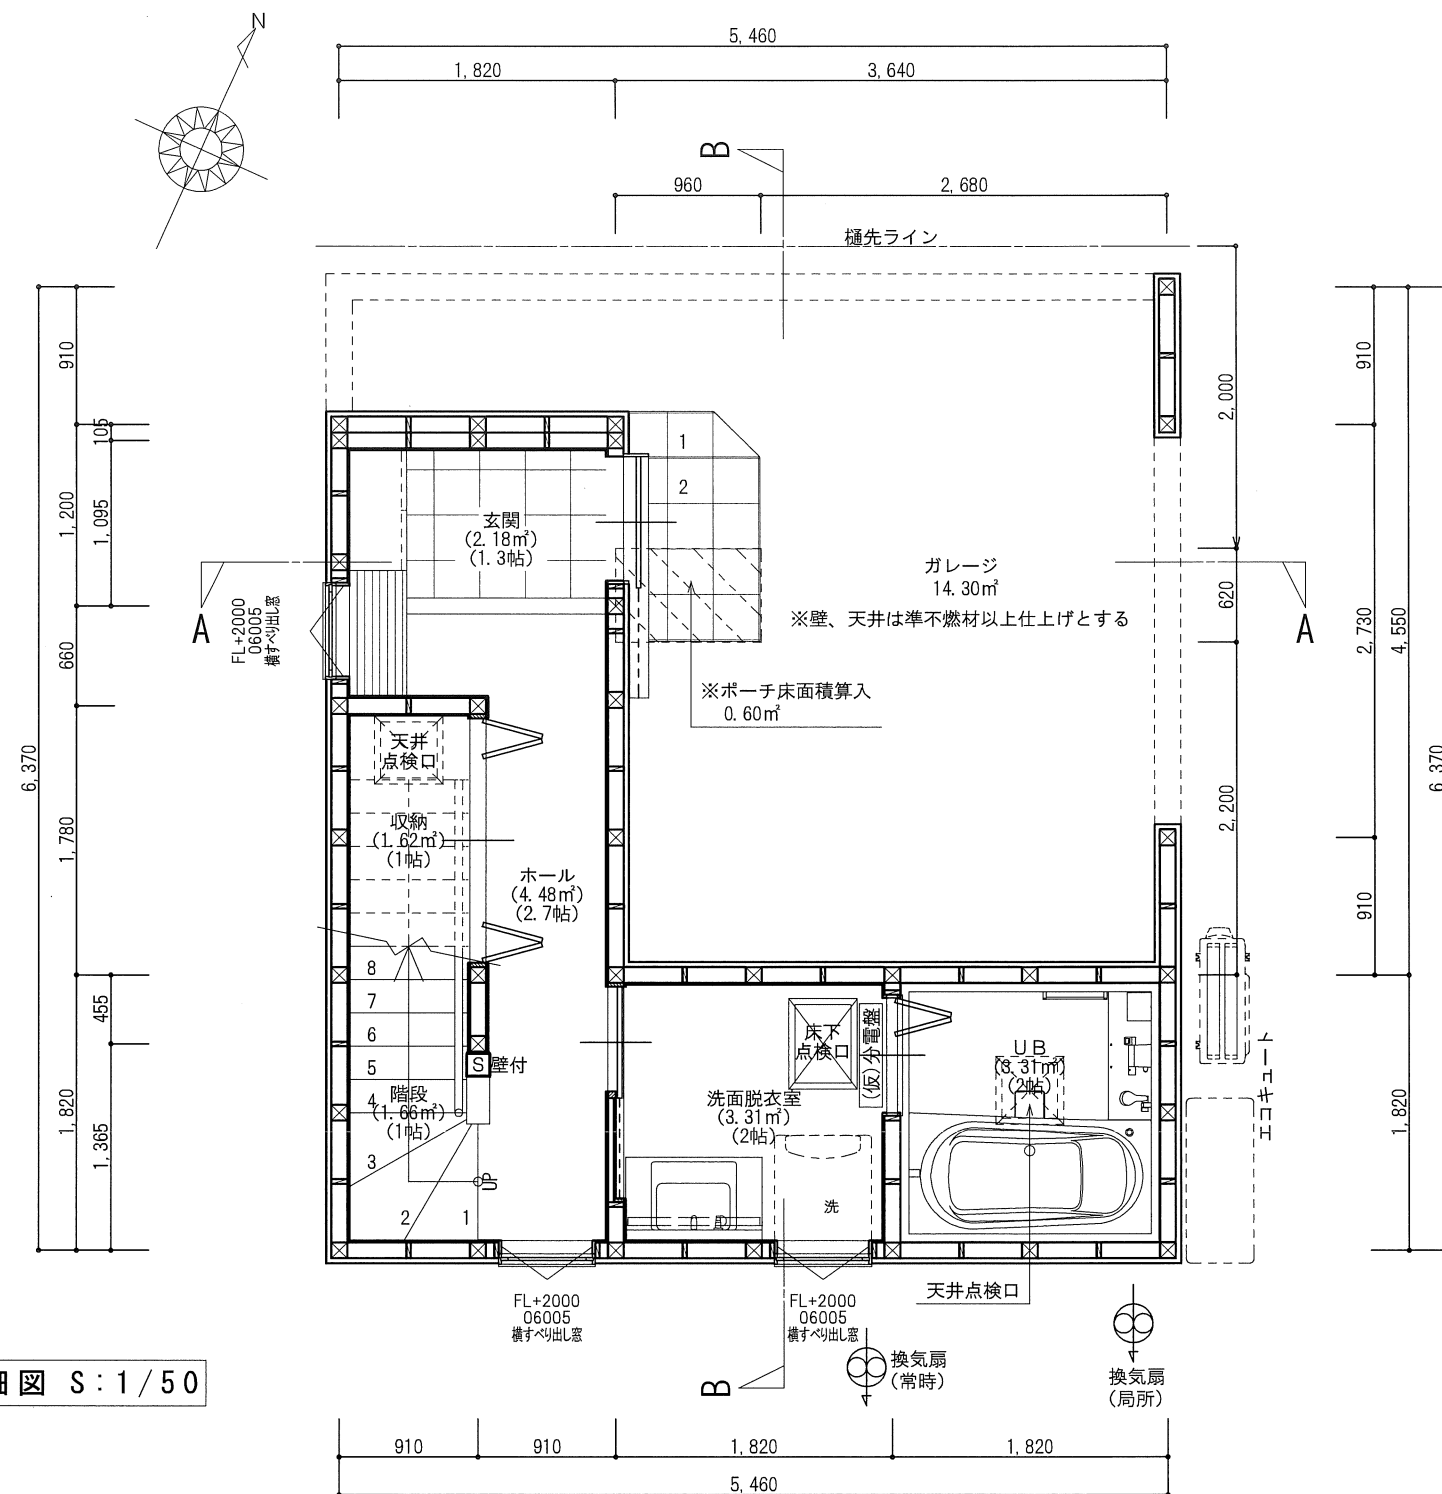 N
5,460
1,820
3,640
B
960
2,680
樋先ライン
910
105
1,200
1,095
660
6,370
1,780
455
1,820
1,365
910
2,000
620
2,730
4,550
2,200
910
6,370
1,820
1
2
玄関
(2.18㎡)
(1.3帖)
ガレージ
14.30㎡
※壁、天井は準不燃材以上仕上げとする
A
A
FL+2000
06005
横すべり出し窓
※ポーチ床面積算入
0.60㎡
天井
点検口
収納
(1.62㎡)
(1帖)
ホール
(4.48㎡)
(2.7帖)
8
7
6
5
4
3
2
1
S
壁付
階段
(1.66㎡)
(1帖)
UP
床下
点検口
(仮)分電盤
洗面脱衣室
(3.31㎡)
(2帖)
洗
UB
(3.31㎡)
(2帖)
エコキュート
天井点検口
FL+2000
06005
横すべり出し窓
FL+2000
06005
横すべり出し窓
換気扇
(常時)
換気扇
(局所)
B
図 S:1/50
910
910
1,820
1,820
5,460